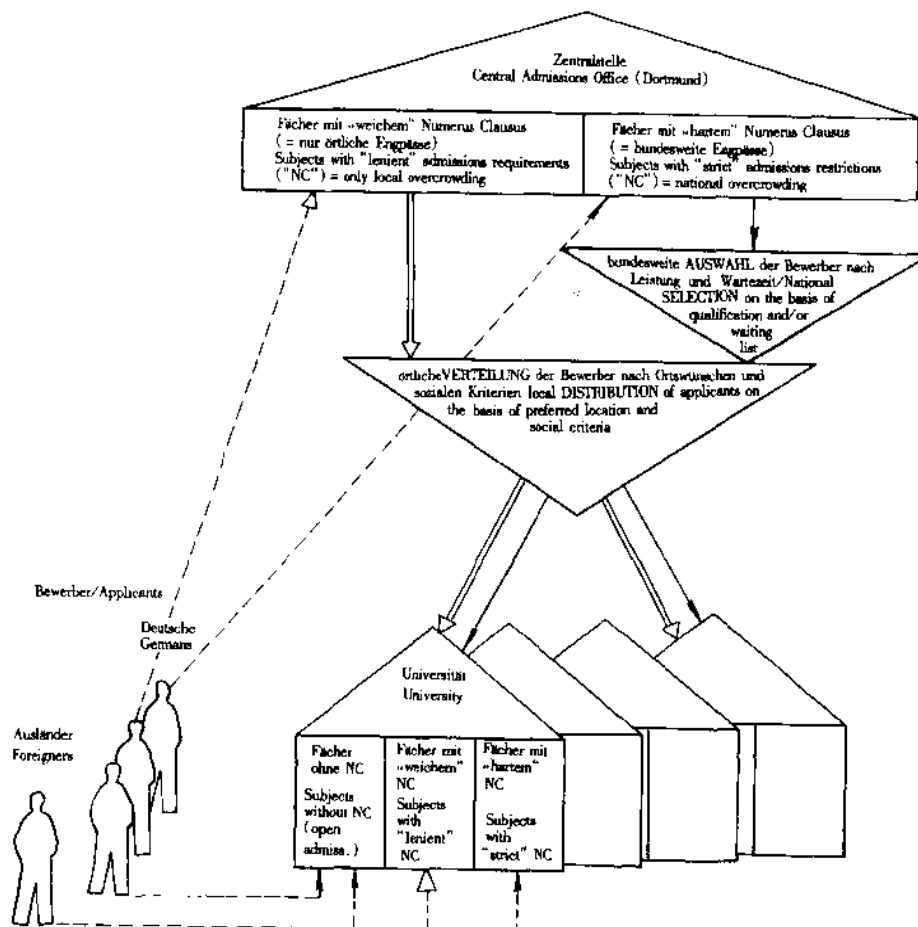 Zentralstelle
Central Admissions Office (Dortmund)
Fächer mit „weichem" Numerus Clausus
( = nur örtliche Engpässe)
Subjects with "lenient" admissions requirements
("NC") = only local overcrowding
Fächer mit „hartem" Numerus Clausus
( = bundesweite Engpässe)
Subjects with "strict" admissions restrictions
("NC") = national overcrowding
bundesweite AUSWAHL der Bewerber nach
Leistung und Wartezeit/National
SELECTION on the basis of
qualification and/or
waiting
list
örtlicheVERTEILUNG der Bewerber nach Ortswünschen und
sozialen Kriterien local DISTRIBUTION of applicants on
the basis of preferred location and
social criteria
Bewerber/Applicants
Deutsche
Germans
Ausländer
Foreigners
Universität
University
Fächer
ohne NC
Subjects
without NC
(open
admiss.)
Fächer mit
„weichem"
NC
Subjects
with
"lenient"
NC
Fächer mit
„hartem"
NC
Subjects
with
"strict" NC